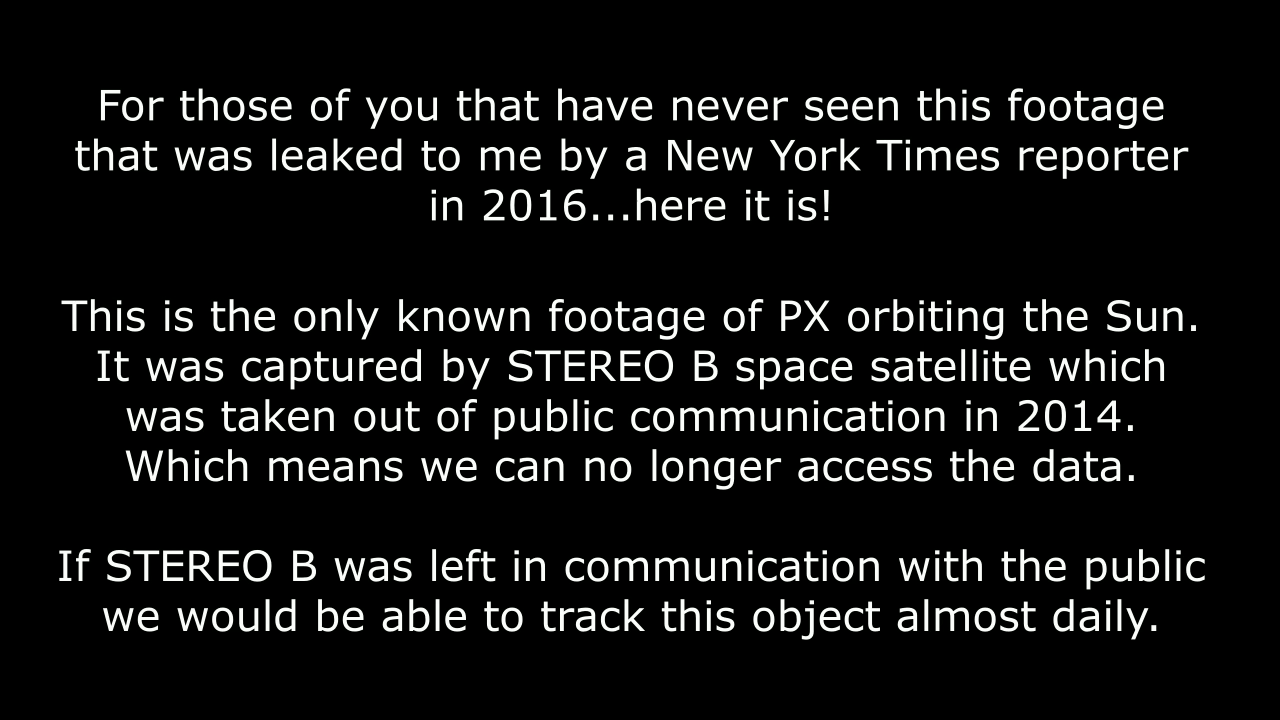 For those of you that have never seen this footage
that was leaked to me by a New York Times reporter
in 2016...here it is!
This is the only known footage of PX orbiting the Sun.
It was captured by STEREO B space satellite which
was taken out of public communication in 2014.
Which means we can no longer access the data.
If STEREO B was left in communication with the public
we would be able to track this object almost daily.